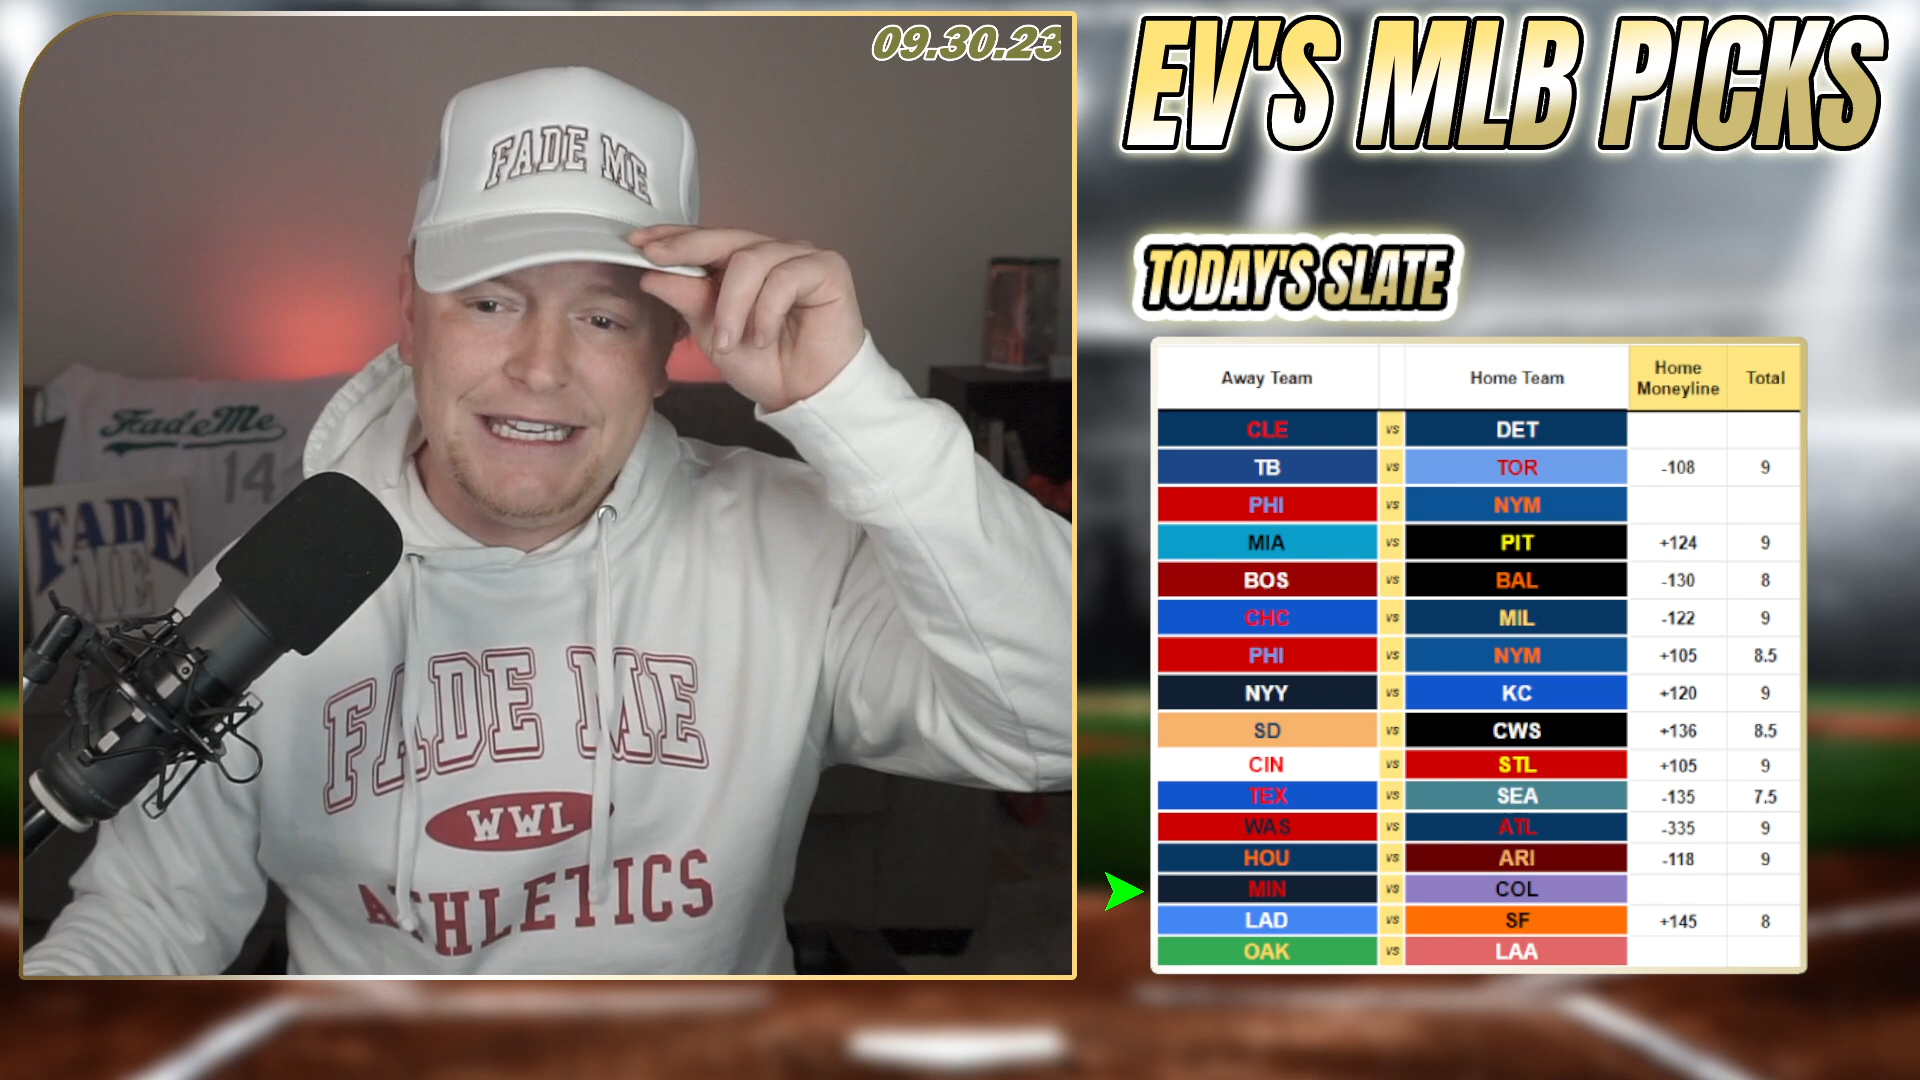 09.30.23
EV'S MLB PICKS
FADE ME
TODAY'S SLATE
FadeMe
14
FADE
ME
FADE ME
WWL
ATHLETICS
Away Team Home Team Home Moneyline Total
CLE vs DET
TB vs TOR -108 9
PHI vs NYM
MIA vs PIT +124 9
BOS vs BAL -130 8
CHC vs MIL -122 9
PHI vs NYM +105 8.5
NYY vs KC +120 9
SD vs CWS +136 8.5
CIN vs STL +105 9
TEX vs SEA -135 7.5
WAS vs ATL -335 9
HOU vs ARI -118 9
MIN vs COL
LAD vs SF +145 8
OAK vs LAA